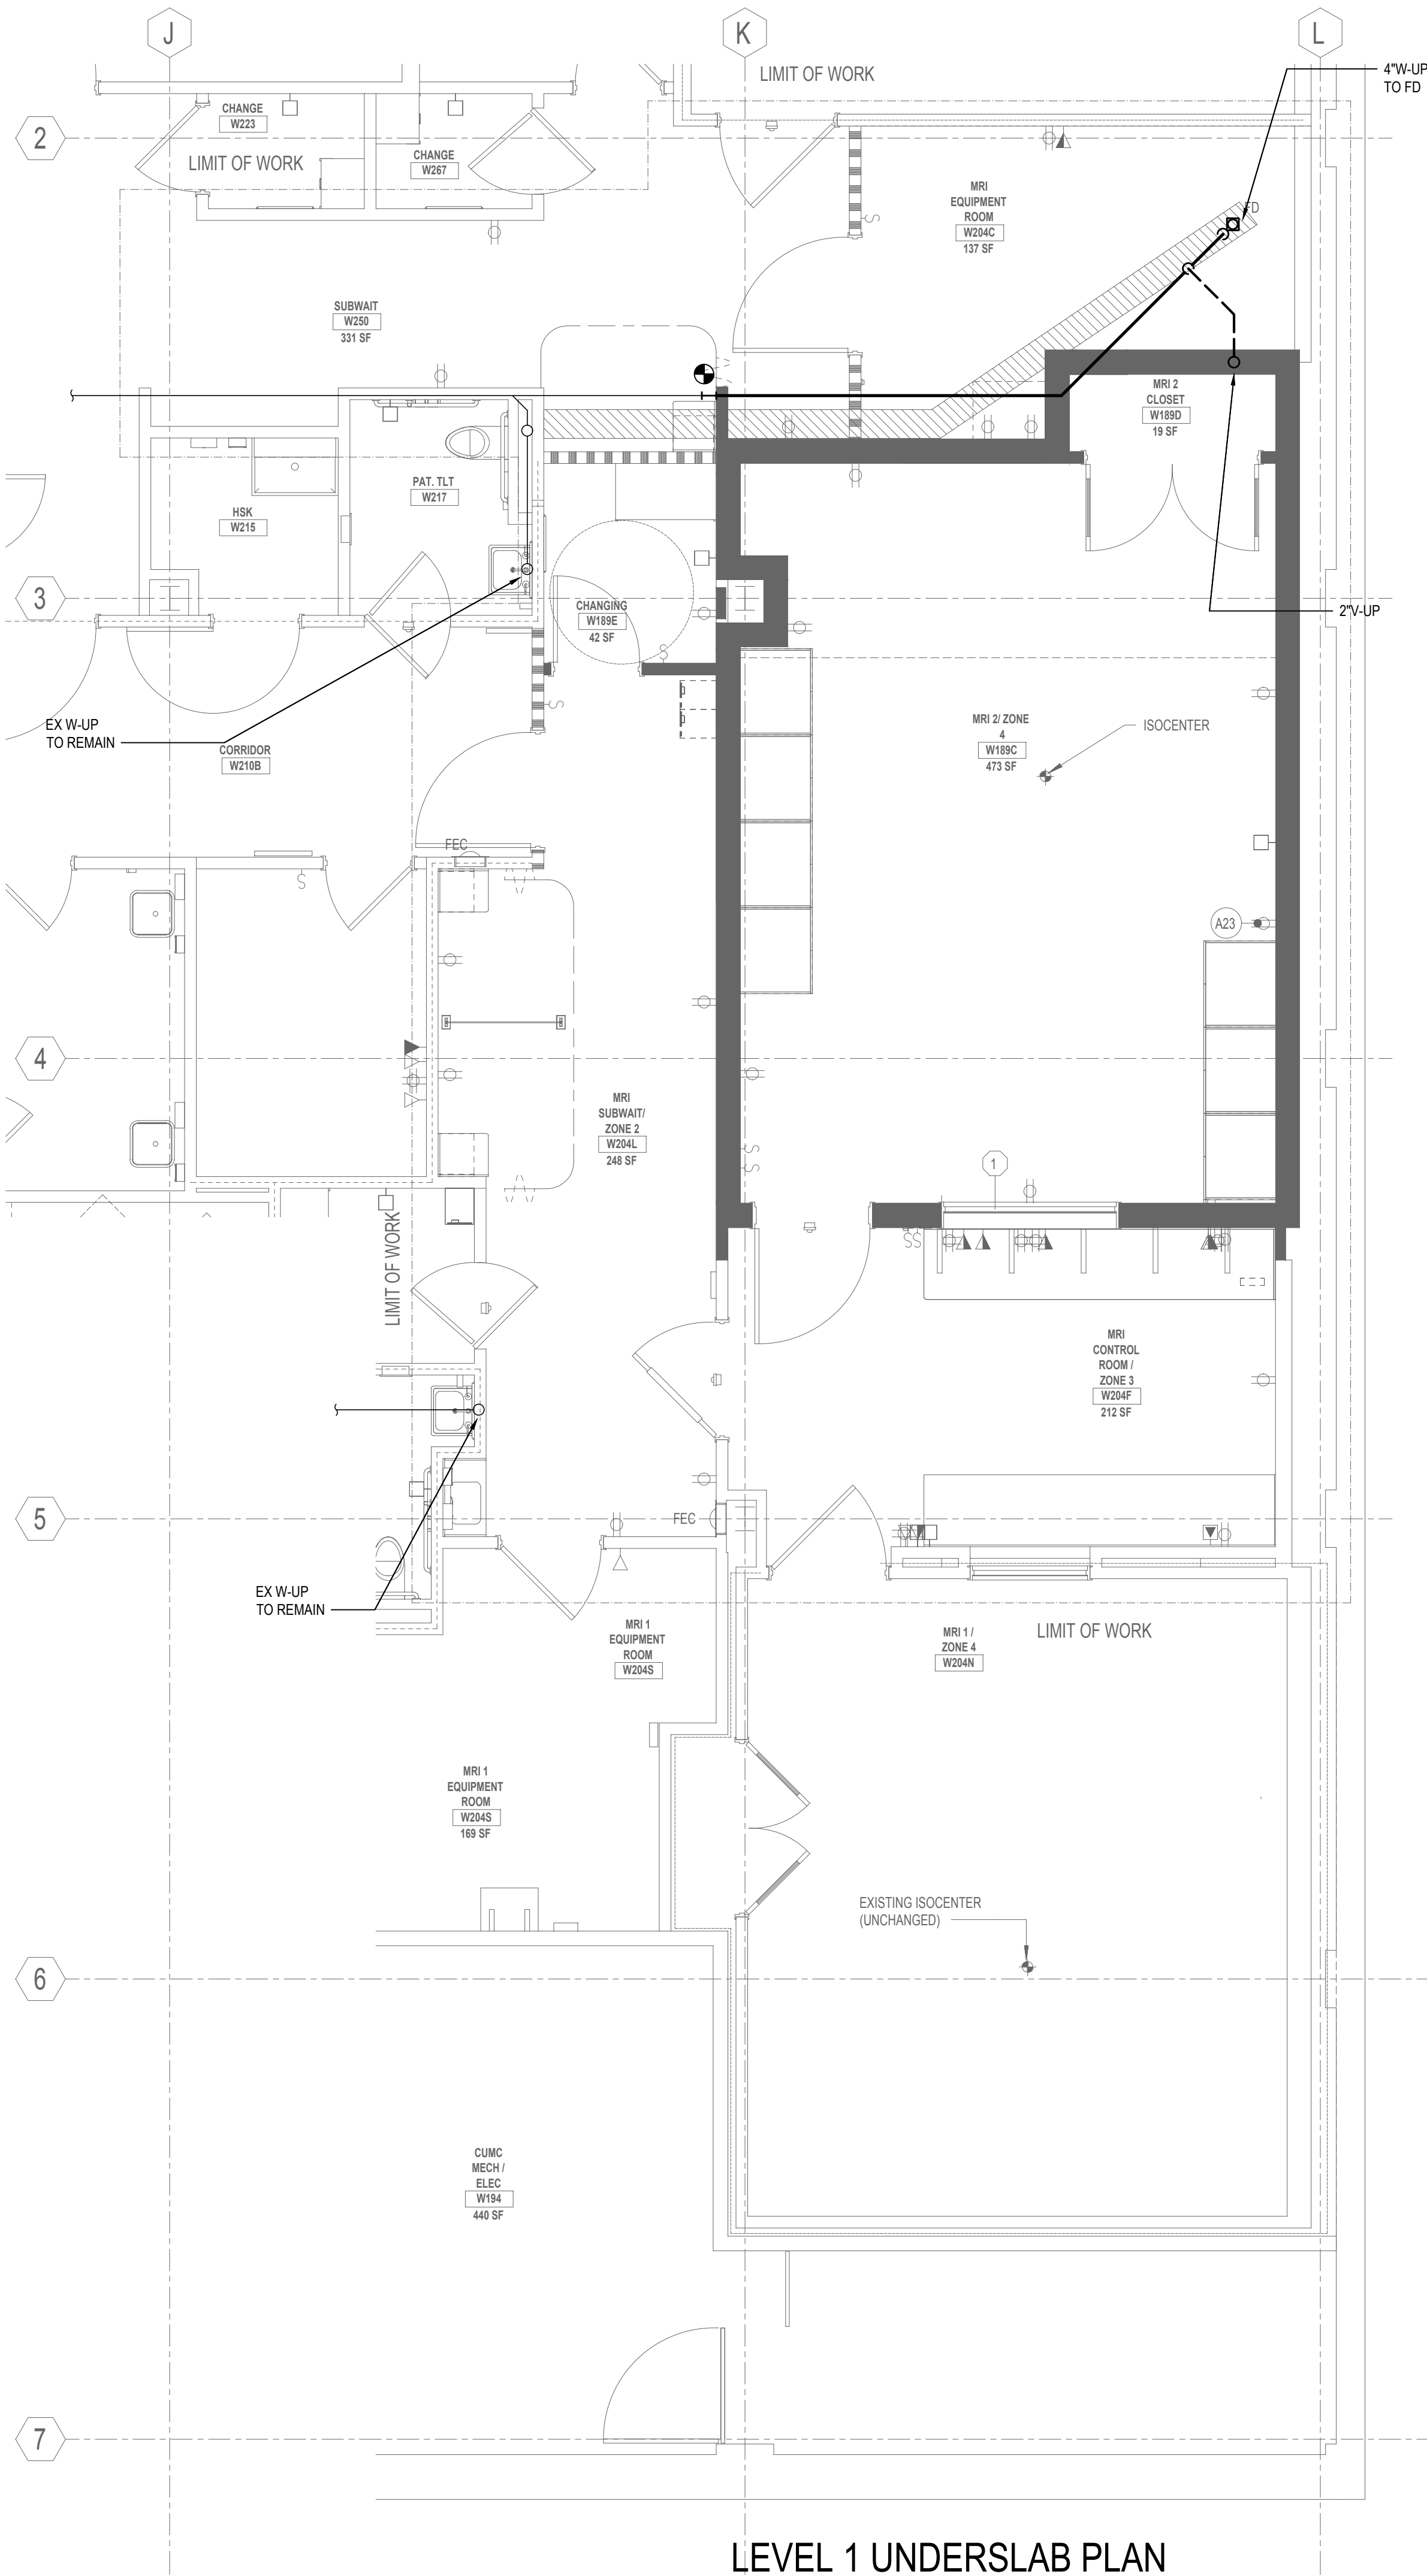 J
K
L
LIMIT OF WORK
4"W-UP
TO FD
CHANGE
W223
2
LIMIT OF WORK
CHANGE
W267
MRI
EQUIPMENT
ROOM
W204C
137 SF
S
FD
SUBWAIT
W250
331 SF
MRI 2
CLOSET
W189D
19 SF
PAT. TLT
W217
HSK
W215
3
CHANGING
W189E
42 SF
2"V-UP
S
S
EX W-UP
TO REMAIN
CORRIDOR
W210B
MRI 2/ ZONE
4
W189C
473 SF
ISOCENTER
FEC
S
A23
4
MRI
SUBWAIT/
ZONE 2
W204L
248 SF
S
S
1
LIMIT OF WORK
SS
MRI
CONTROL
ROOM /
ZONE 3
W204F
212 SF
5
FEC
EX W-UP
TO REMAIN
MRI 1
EQUIPMENT
ROOM
W204S
MRI 1 /
ZONE 4
W204N
LIMIT OF WORK
MRI 1
EQUIPMENT
ROOM
W204S
169 SF
EXISTING ISOCENTER
(UNCHANGED)
6
CUMC
MECH /
ELEC
W194
440 SF
7
LEVEL 1 UNDERSLAB PLAN